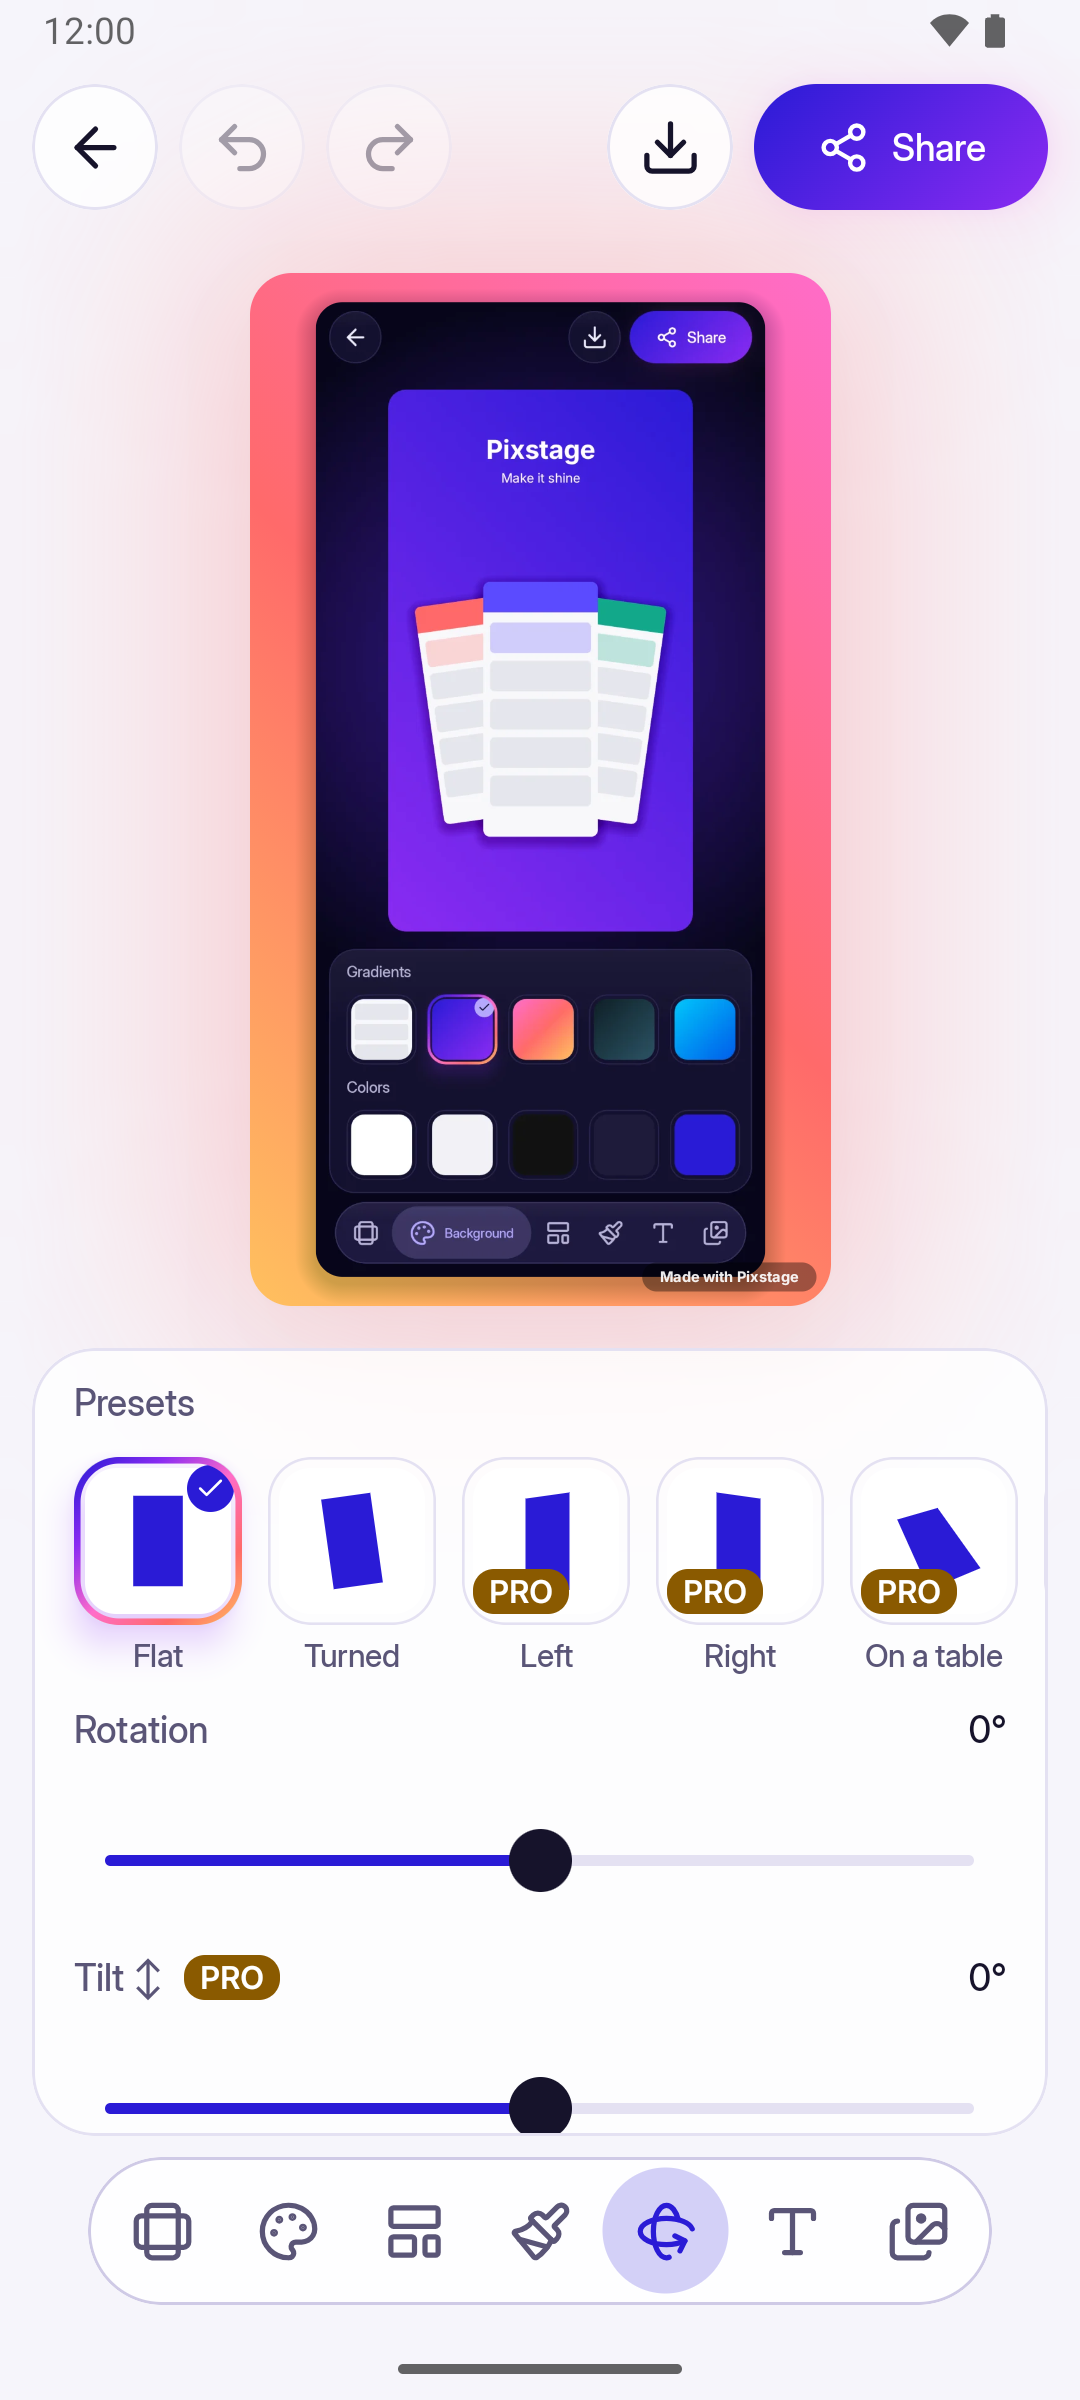 12:00
Share
Share
Pixstage
Make it shine
Gradients
Colors
Background
Made with Pixstage
Presets
PRO
PRO
PRO
Flat
Turned
Left
Right
On a table
Rotation
0°
Tilt
PRO
0°